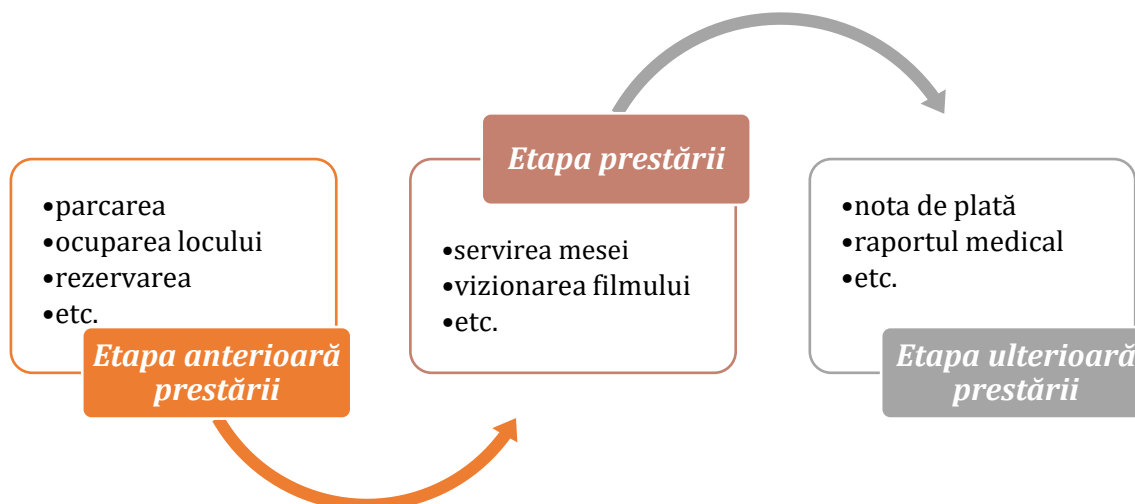 •parcarea
•ocuparea locului
•rezervarea
•etc.
Etapa anterioară
prestării
Etapa prestării
•servirea mesei
•vizionarea filmului
•etc.
•nota de plată
•raportul medical
•etc.
Etapa ulterioară
prestării